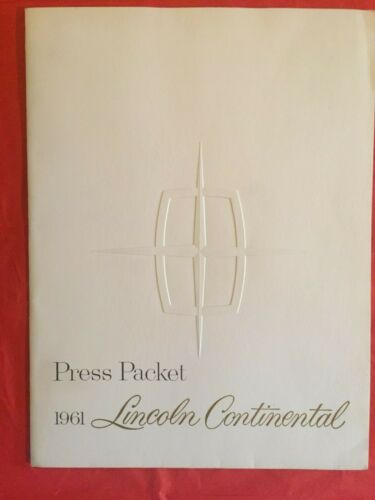 Press Packet
1961 Lincoln Continental